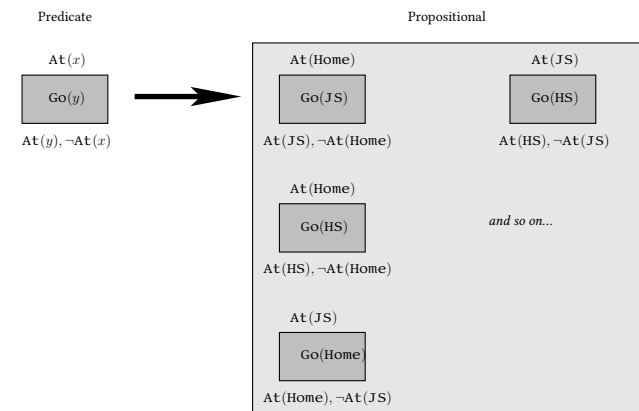 Predicate
Propositional
At(x)
Go(y)
At(y), ¬At(x)
At(Home)
Go(JS)
At(JS), ¬At(Home)
At(JS)
Go(HS)
At(HS), ¬At(JS)
At(Home)
Go(HS)
At(HS), ¬At(Home)
and so on...
At(JS)
Go(Home)
At(Home), ¬At(JS)